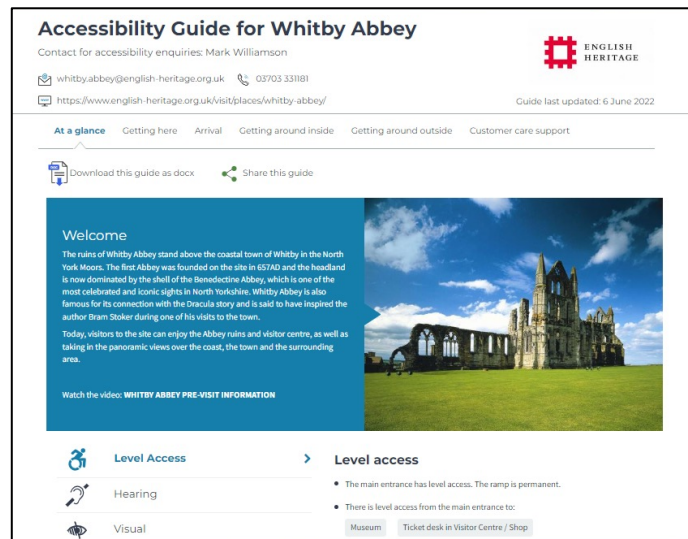 Accessibility Guide for Whitby Abbey
Contact for accessibility enquiries: Mark Williamson
ENGLISH
HERITAGE
whitby.abbey@english-heritage.org.uk 03703 331181
https://www.english-heritage.org.uk/visit/places/whitby-abbey/
Guide last updated: 6 June 2022
At a glance Getting here Arrival Getting around inside Getting around outside Customer care support
Download this guide as docx Share this guide
Welcome
The ruins of Whitby Abbey stand above the coastal town of Whitby in the North
York Moors. The first Abbey was founded on the site in 657AD and the headland
is now dominated by the shell of the Benedectine Abbey, which is one of the
most celebrated and iconic sights in North Yorkshire. Whitby Abbey is also
famous for its connection with the Dracula story and is said to have inspired the
author Bram Stoker during one of his visits to the town.
Today, visitors to the site can enjoy the Abbey ruins and visitor centre, as well as
taking in the panoramic views over the coast, the town and the surrounding
area.
Watch the video: WHITBY ABBEY PRE-VISIT INFORMATION
Level Access
Hearing
Visual
Level access
• The main entrance has level access. The ramp is permanent.
• There is level access from the main entrance to:
Museum Ticket desk in Visitor Centre / Shop